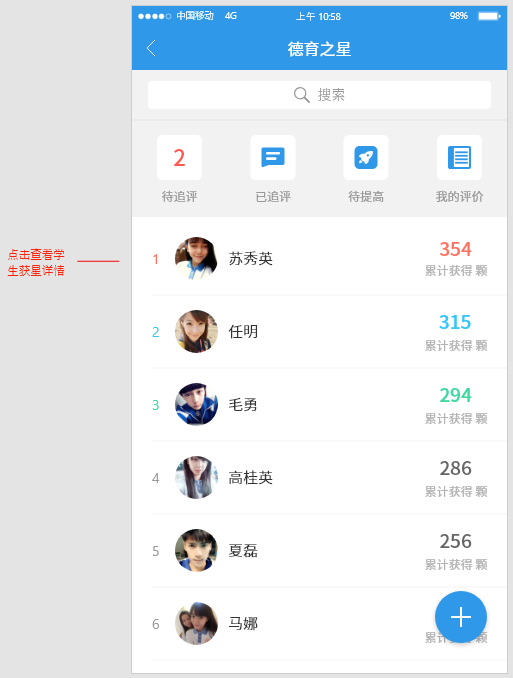 中国移动 4G 上午 10:58 98%
德育之星
搜索
2
待追评 已追评 待提高 我的评价
点击查看学
生获星详情
1 苏秀英 354
累计获得 颗
2 任明 315
累计获得 颗
3 毛勇 294
累计获得 颗
4 高桂英 286
累计获得 颗
5 夏磊 256
累计获得 颗
6 马娜
累计获得 颗